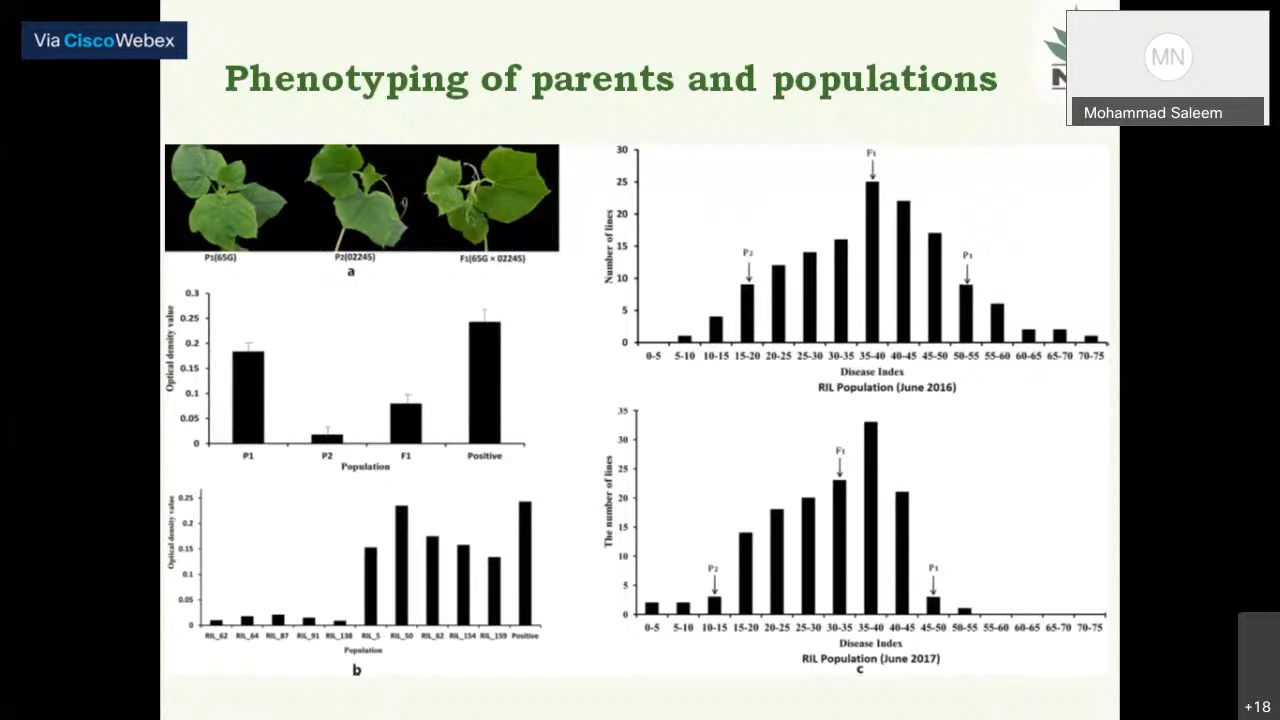 Via Cisco Webex
Phenotyping of parents and populations
MN
Mohammad Saleem
P1(65G)
P2(02245)
F1(65G × 02245)
a
0.3
0.25
0.2
0.15
0.1
0.05
0
Optical density value
P1
P2
F1
Positive
Population
0.25
0.2
0.15
0.1
0.05
0
Optical density value
RIL_62
RIL_64
RIL_87
RIL_91
RIL_138
RIL_5
RIL_50
RIL_62
RIL_154
RIL_159
Positive
Population
b
30
25
20
15
10
5
0
Number of lines
P2
F1
P1
0-5
5-10
10-15
15-20
20-25
25-30
30-35
35-40
40-45
45-50
50-55
55-60
60-65
65-70
70-75
Disease Index
RIL Population (June 2016)
35
30
25
20
15
10
5
0
The number of lines
P2
F1
P1
0-5
5-10
10-15
15-20
20-25
25-30
30-35
35-40
40-45
45-50
50-55
55-60
60-65
65-70
70-75
Disease Index
RIL Population (June 2017)
c
+18